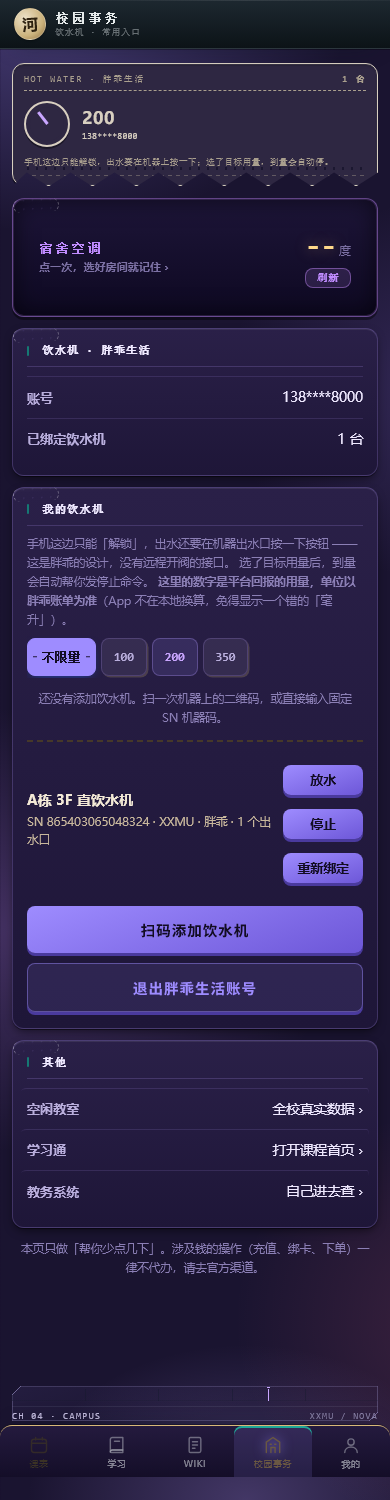 河
校园事务
饮水机 · 常用入口
HOT WATER · 胖乖生活
1 台
200
138****8000
手机这边只能解锁，出水要在机器上按一下；选了目标用量，到量会自动停。
宿舍空调
点一次，选好房间就记住 ›
-- 度
刷新
饮水机 · 胖乖生活
账号
138****8000
已绑定饮水机
1 台
我的饮水机
手机这边只能「解锁」，出水还要在机器出水口按一下按钮 ——
这是胖乖的设计，没有远程开阀的接口。 选了目标用量后，到量
会自动帮你发停止命令。 这里的数字是平台回报的用量，单位以
胖乖账单为准（App 不在本地换算，免得显示一个错的「毫
升」）。
- 不限量 -
100
200
350
还没有添加饮水机。扫一次机器上的二维码，或直接输入固定
SN 机器码。
A栋 3F 直饮水机
SN 865403065048324 · XXMU · 胖乖 · 1 个出
水口
放水
停止
重新绑定
扫码添加饮水机
退出胖乖生活账号
其他
空闲教室
全校真实数据 ›
学习通
打开课程首页 ›
教务系统
自己进去查 ›
本页只做「帮你少点几下」。涉及钱的操作（充值、绑卡、下单）一
律不代办，请去官方渠道。
CH 04 · CAMPUS
XXMU / NOVA
学习
WIKI
校园事务
我的